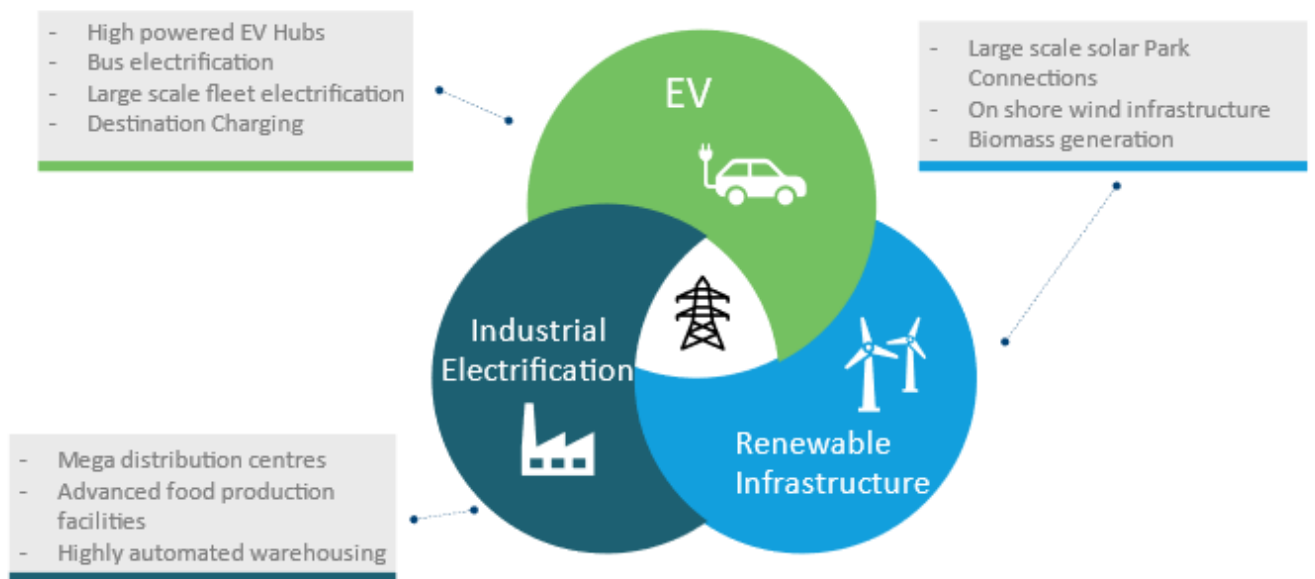 - High powered EV Hubs
- Bus electrification
- Large scale fleet electrification
- Destination Charging
EV
- Large scale solar Park
Connections
- On shore wind infrastructure
- Biomass generation
Industrial
Electrification
Renewable
Infrastructure
- Mega distribution centres
- Advanced food production
facilities
- Highly automated warehousing